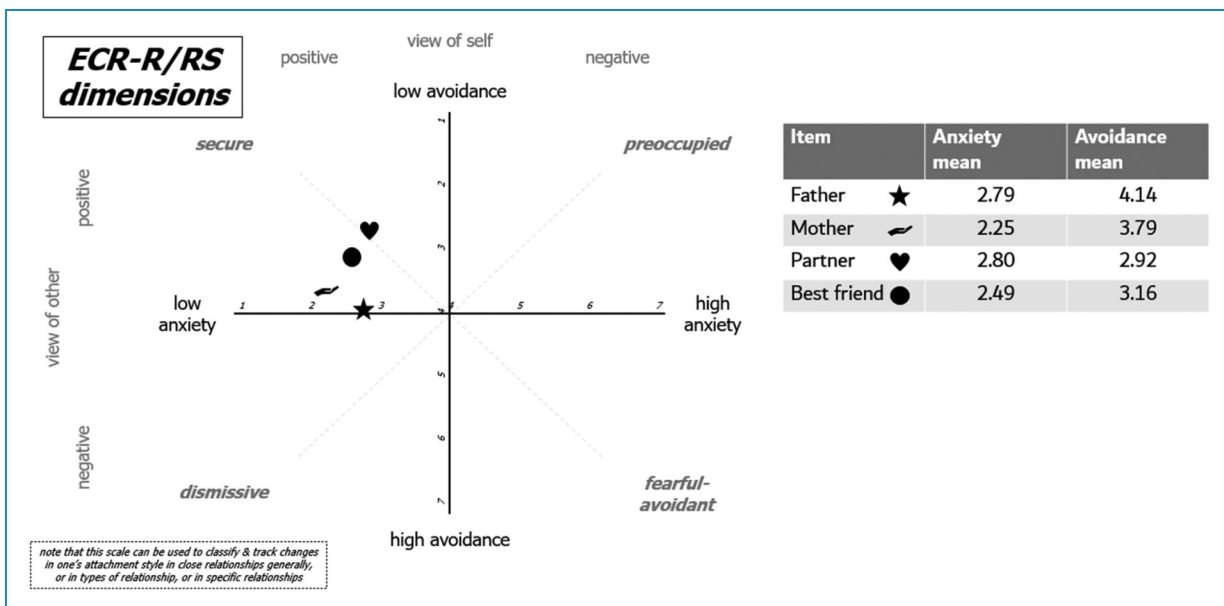 ECR-R/RS
dimensions
view of self
positive
negative
low avoidance
secure
preoccupied
positive
view of other
negative
low
anxiety
1 2 3 4 5 6 7
high
anxiety
1
2
3
4
5
6
7
dismissive
fearful-
avoidant
high avoidance
note that this scale can be used to classify & track changes
in one's attachment style in close relationships generally,
or in types of relationship, or in specific relationships
Item Anxiety mean Avoidance mean
Father 2.79 4.14
Mother 2.25 3.79
Partner 2.80 2.92
Best friend 2.49 3.16